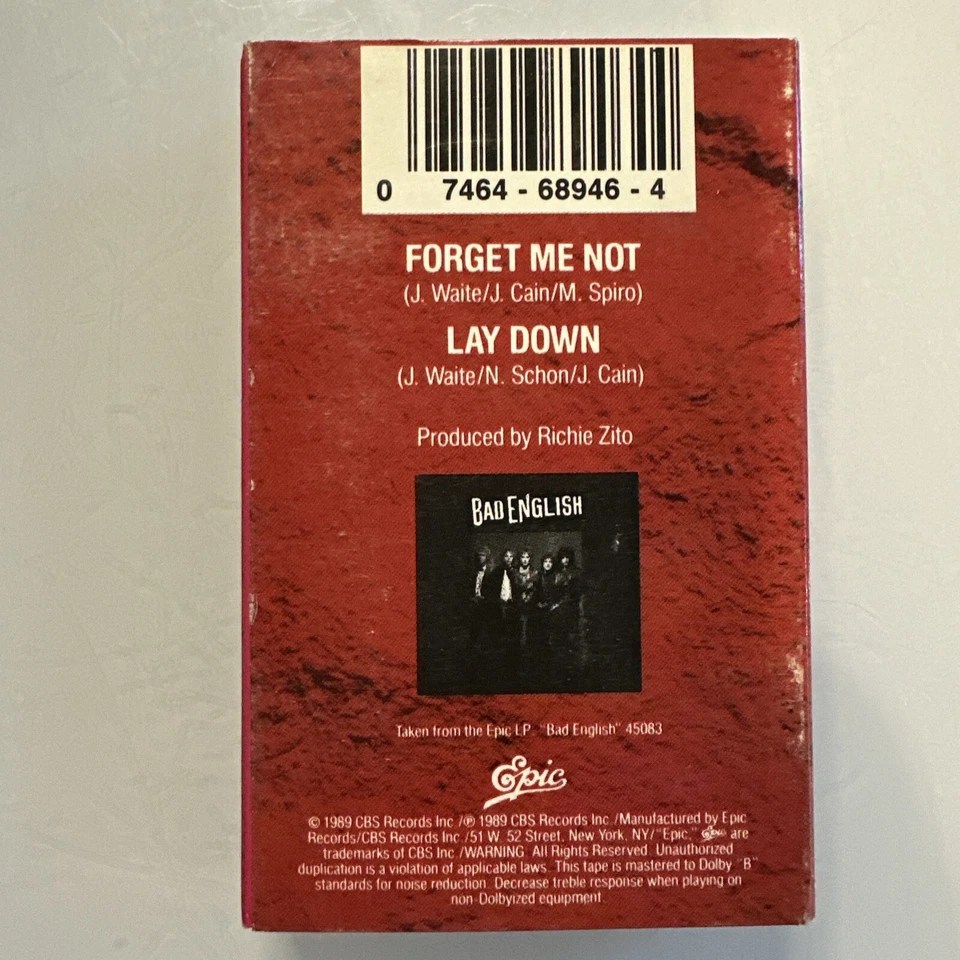 0 7464 - 68946 - 4
FORGET ME NOT
(J. Waite/J. Cain/M. Spiro)
LAY DOWN
(J. Waite/N. Schon/J. Cain)
Produced by Richie Zito
BAD ENGLISH
Taken from the Epic LP "Bad English" 45083
Epic
© 1989 CBS Records Inc./℗ 1989 CBS Records Inc./Manufactured by Epic
Records/CBS Records Inc./51 W. 52 Street, New York, NY/"Epic," Epic are
trademarks of CBS Inc./WARNING: All Rights Reserved. Unauthorized
duplication is a violation of applicable laws. This tape is mastered to Dolby "B"
standards for noise reduction. Decrease treble response when playing on
non-Dolbyized equipment.